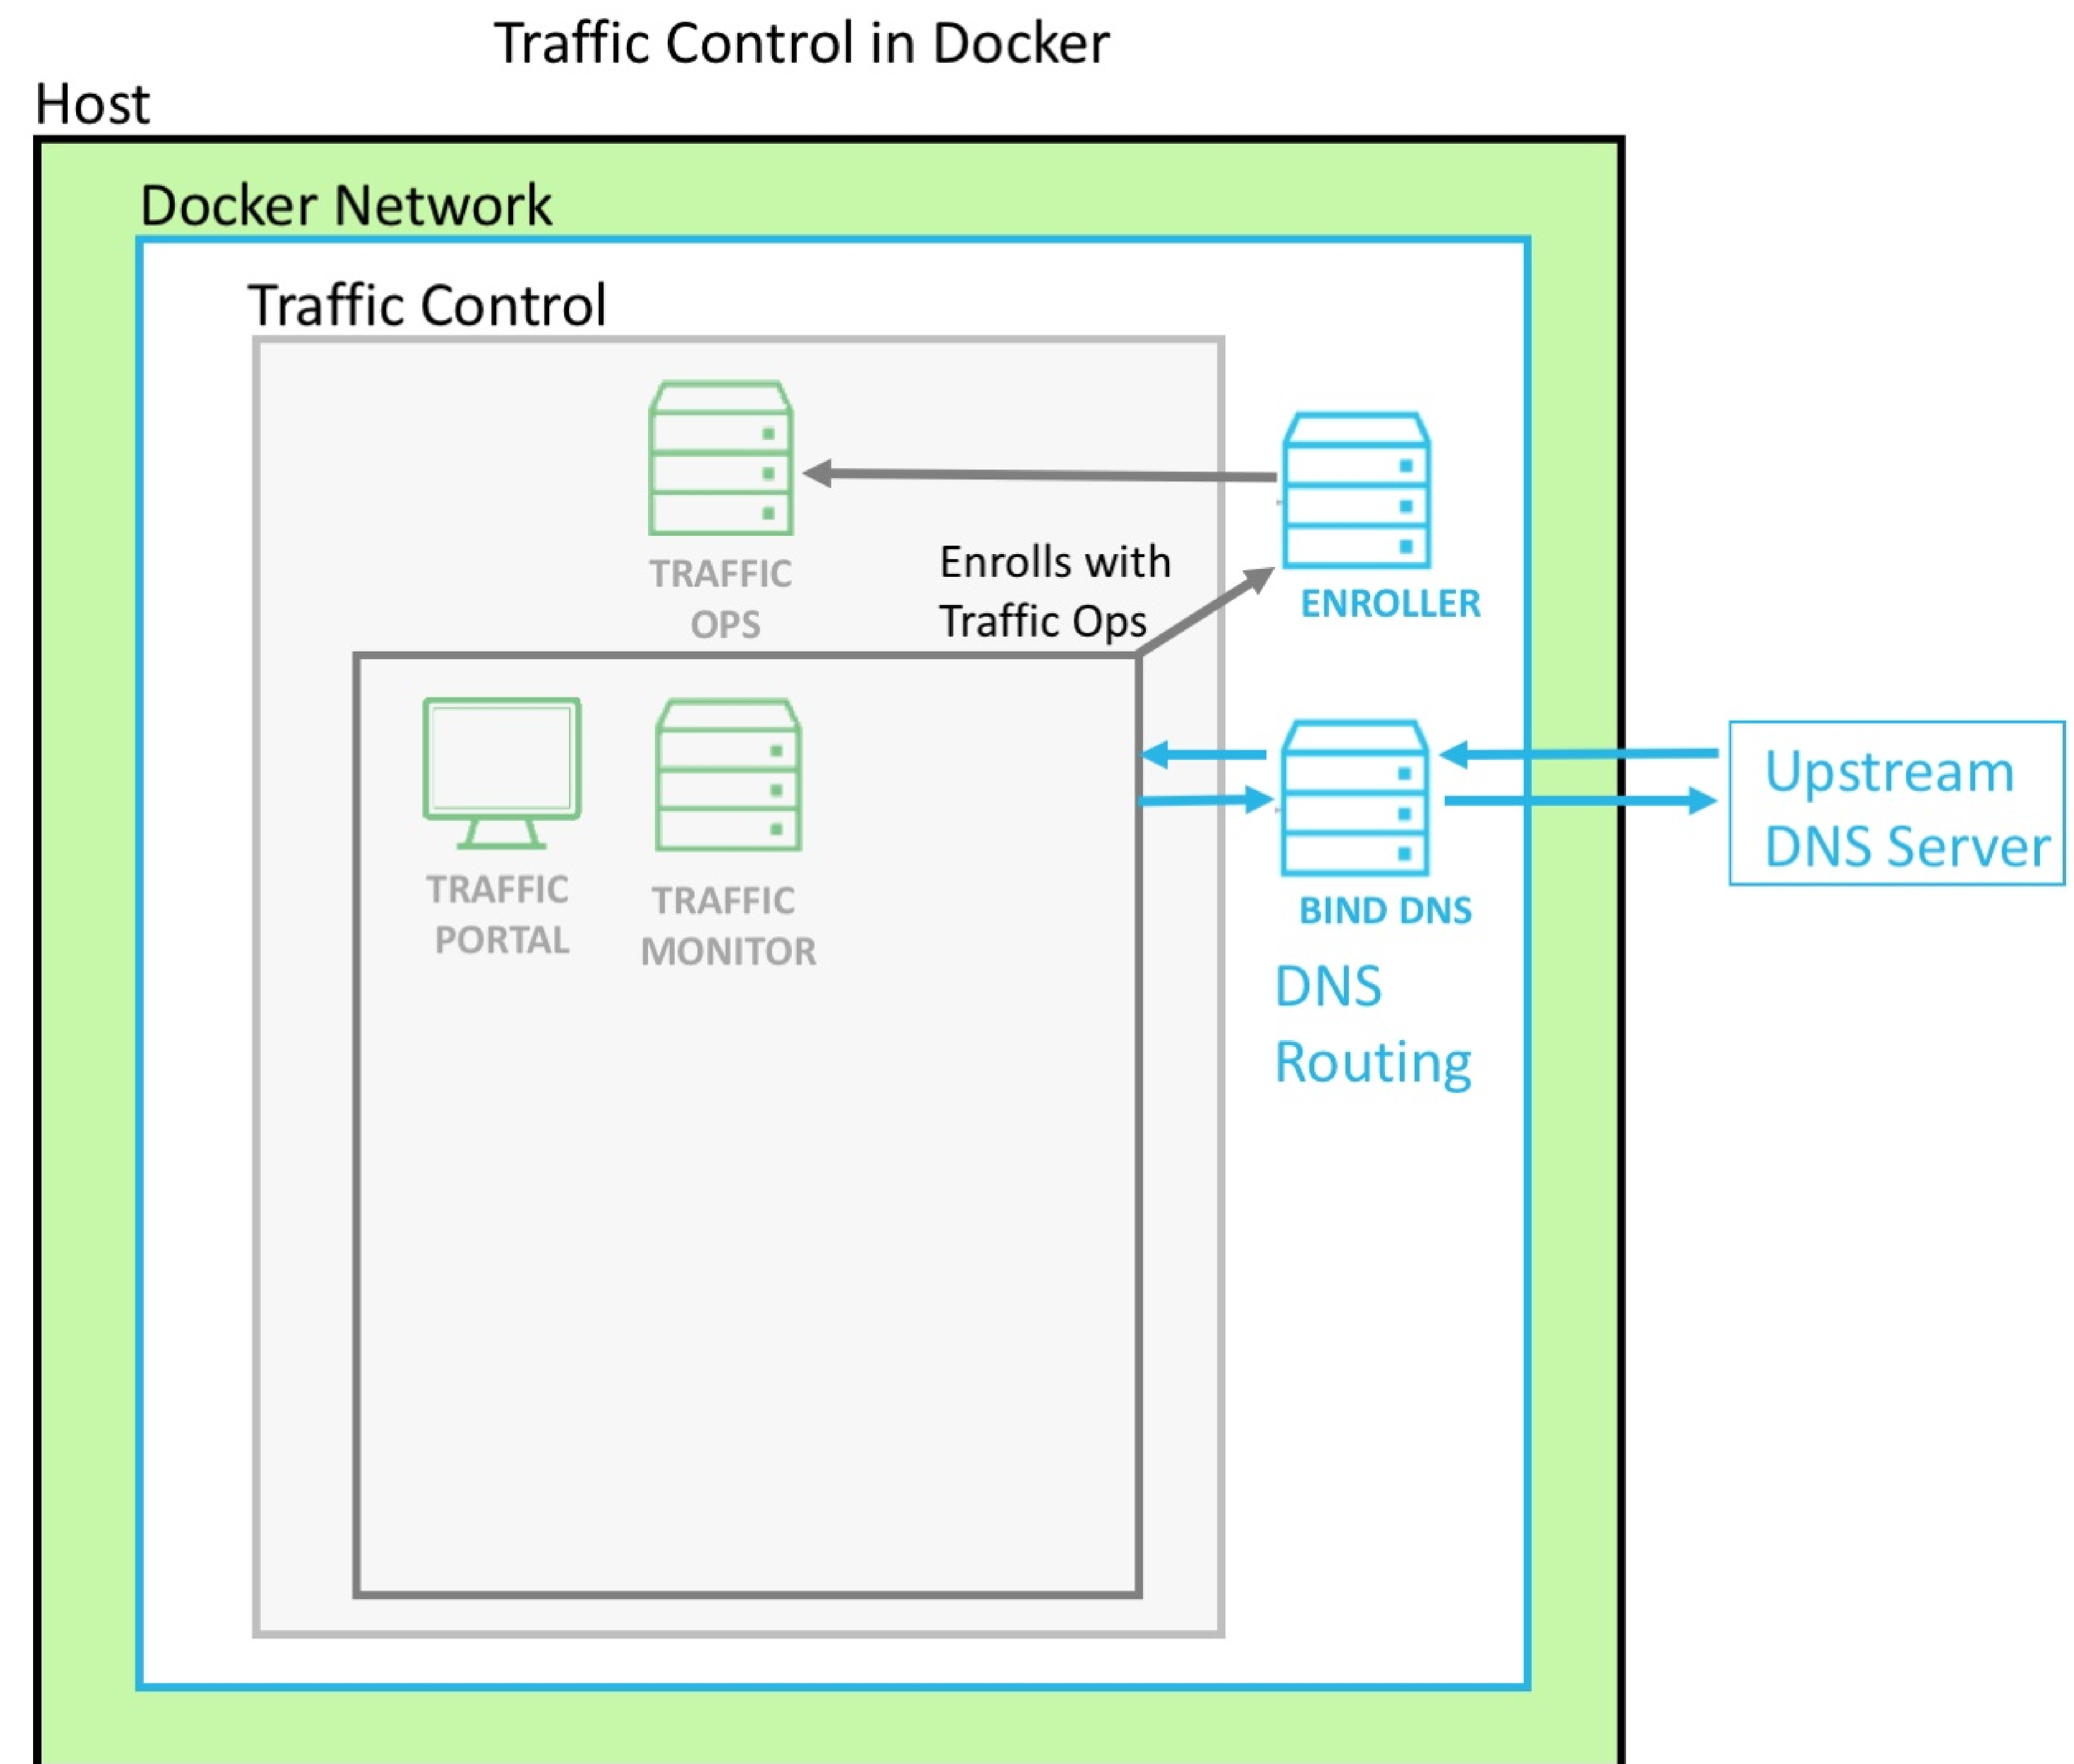 Traffic Control in Docker
Host
Docker Network
Traffic Control
TRAFFIC
OPS
Enrolls with
Traffic Ops
ENROLLER
TRAFFIC
PORTAL
TRAFFIC
MONITOR
BIND DNS
DNS
Routing
Upstream
DNS Server